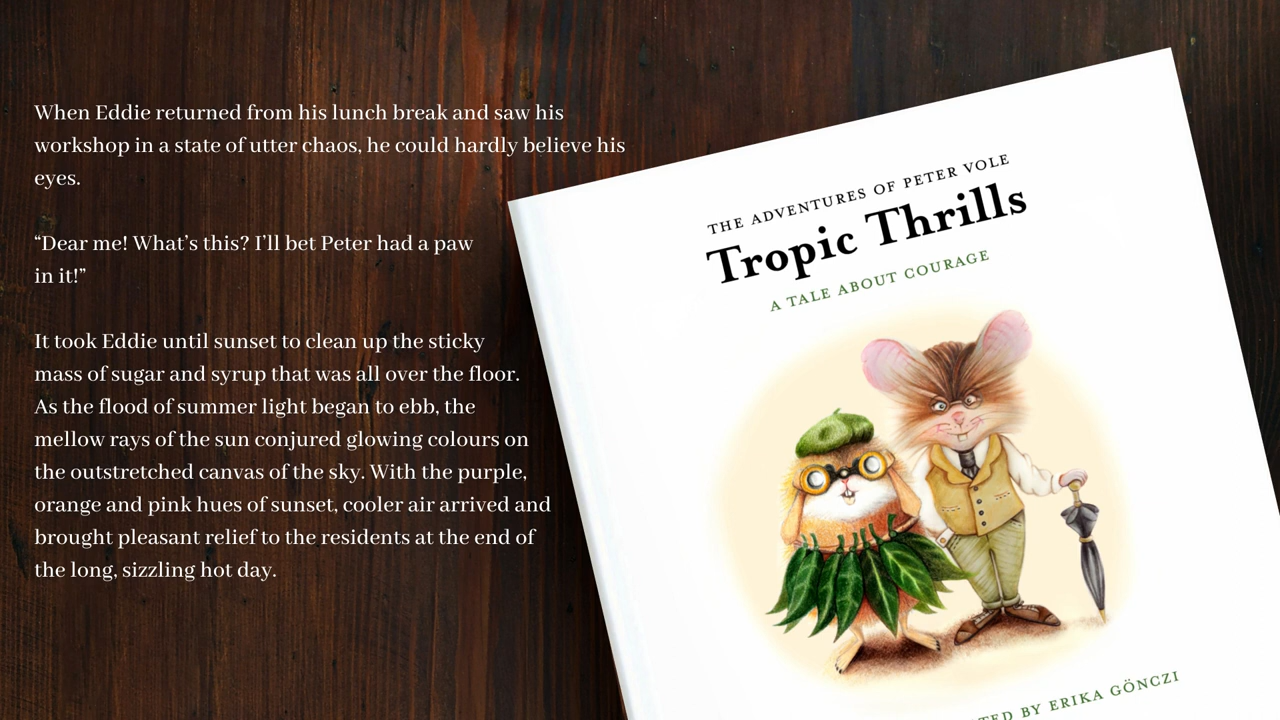 When Eddie returned from his lunch break and saw his
workshop in a state of utter chaos, he could hardly believe his
eyes.
“Dear me! What’s this? I’ll bet Peter had a paw
in it!”
It took Eddie until sunset to clean up the sticky
mass of sugar and syrup that was all over the floor.
As the flood of summer light began to ebb, the
mellow rays of the sun conjured glowing colours on
the outstretched canvas of the sky. With the purple,
orange and pink hues of sunset, cooler air arrived and
brought pleasant relief to the residents at the end of
the long, sizzling hot day.
THE ADVENTURES OF PETER VOLE
Tropic Thrills
A TALE ABOUT COURAGE
BY ERIKA GÖNCZI